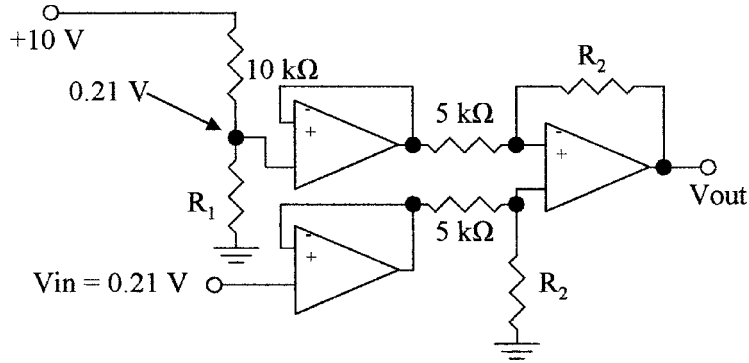 +10 V
10 kΩ
0.21 V
R₁
5 kΩ
R₂
-
+
-
+
Vout
5 kΩ
-
+
Vin = 0.21 V
R₂